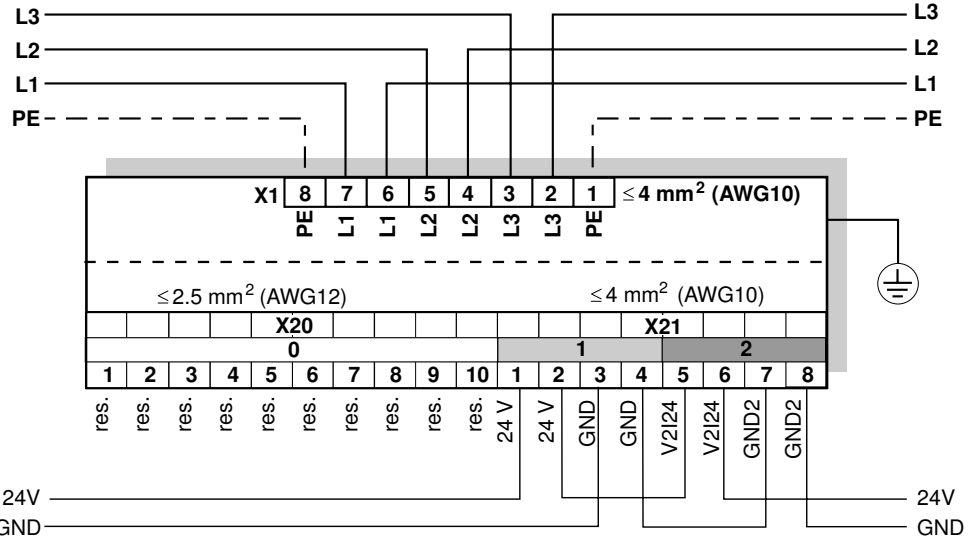 L3 L3
L2 L2
L1 L1
PE PE
X1 8 7 6 5 4 3 2 1 ≤ 4 mm² (AWG10)
PE L1 L1 L2 L2 L3 L3 PE
≤ 2.5 mm² (AWG12) ≤ 4 mm² (AWG10)
X20 X21
0 1 2
1 2 3 4 5 6 7 8 9 10 1 2 3 4 5 6 7 8
res. res. res. res. res. res. res. res. res. res. 24 V 24 V GND GND V2I24 V2I24 GND2 GND2
24V 24V
GND GND